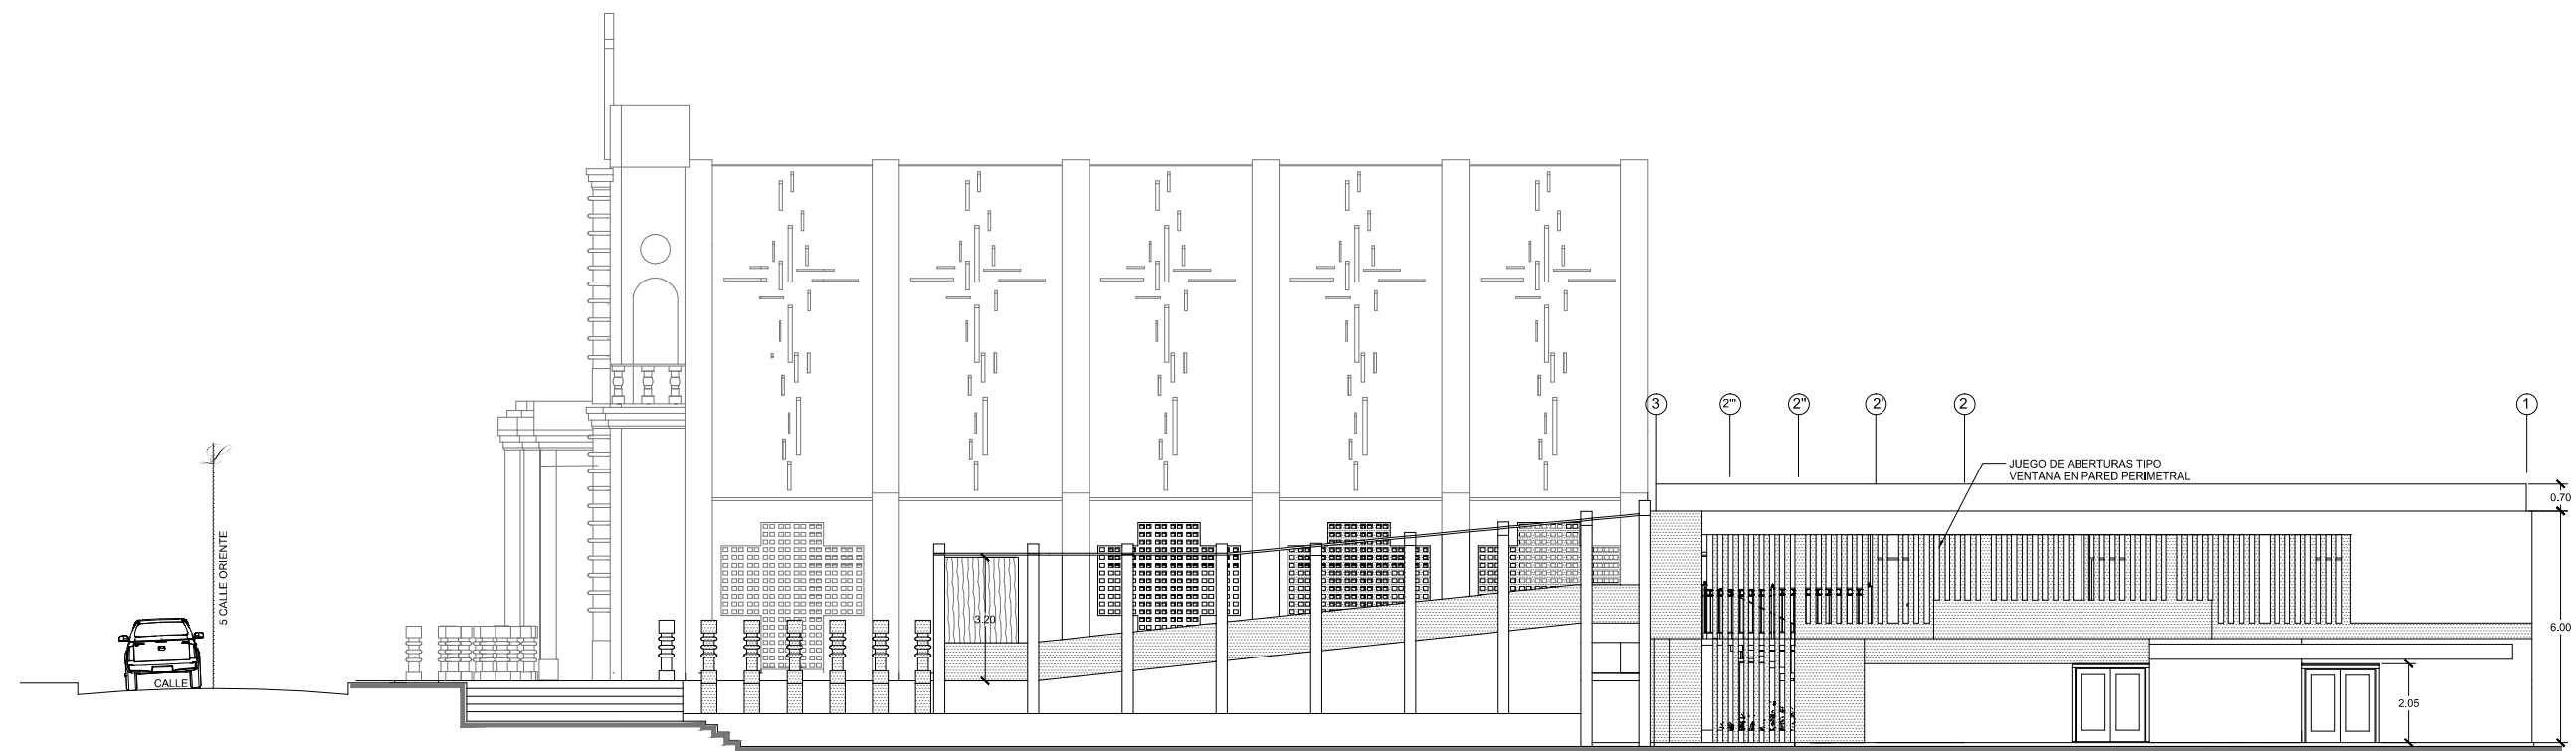 3
2'''
2''
2'
2
1
JUEGO DE ABERTURAS TIPO
VENTANA EN PARED PERIMETRAL
0.70
5 CALLE ORIENTE
3.20
6.00
CALLE
2.05